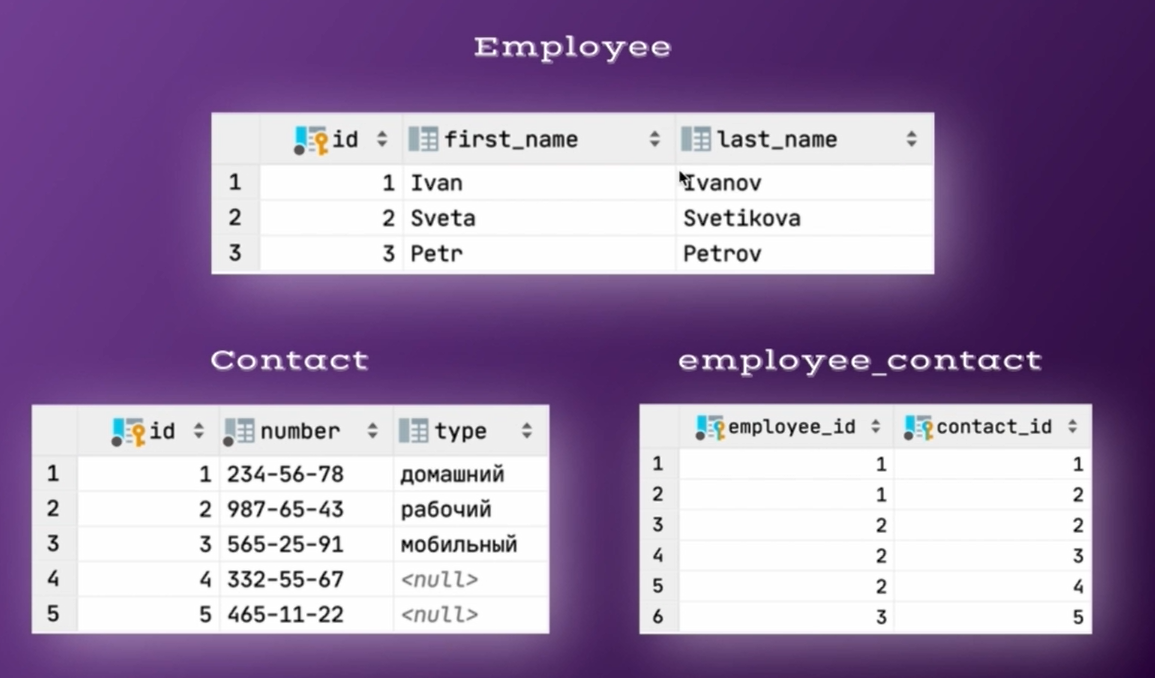 Employee
id first_name last_name
1 1 Ivan Ivanov
2 2 Sveta Svetikova
3 3 Petr Petrov
Contact
id number type
1 1 234-56-78 домашний
2 2 987-65-43 рабочий
3 3 565-25-91 мобильный
4 4 332-55-67 <null>
5 5 465-11-22 <null>
employee_contact
employee_id contact_id
1 1 1
2 1 2
3 2 2
4 2 3
5 2 4
6 3 5